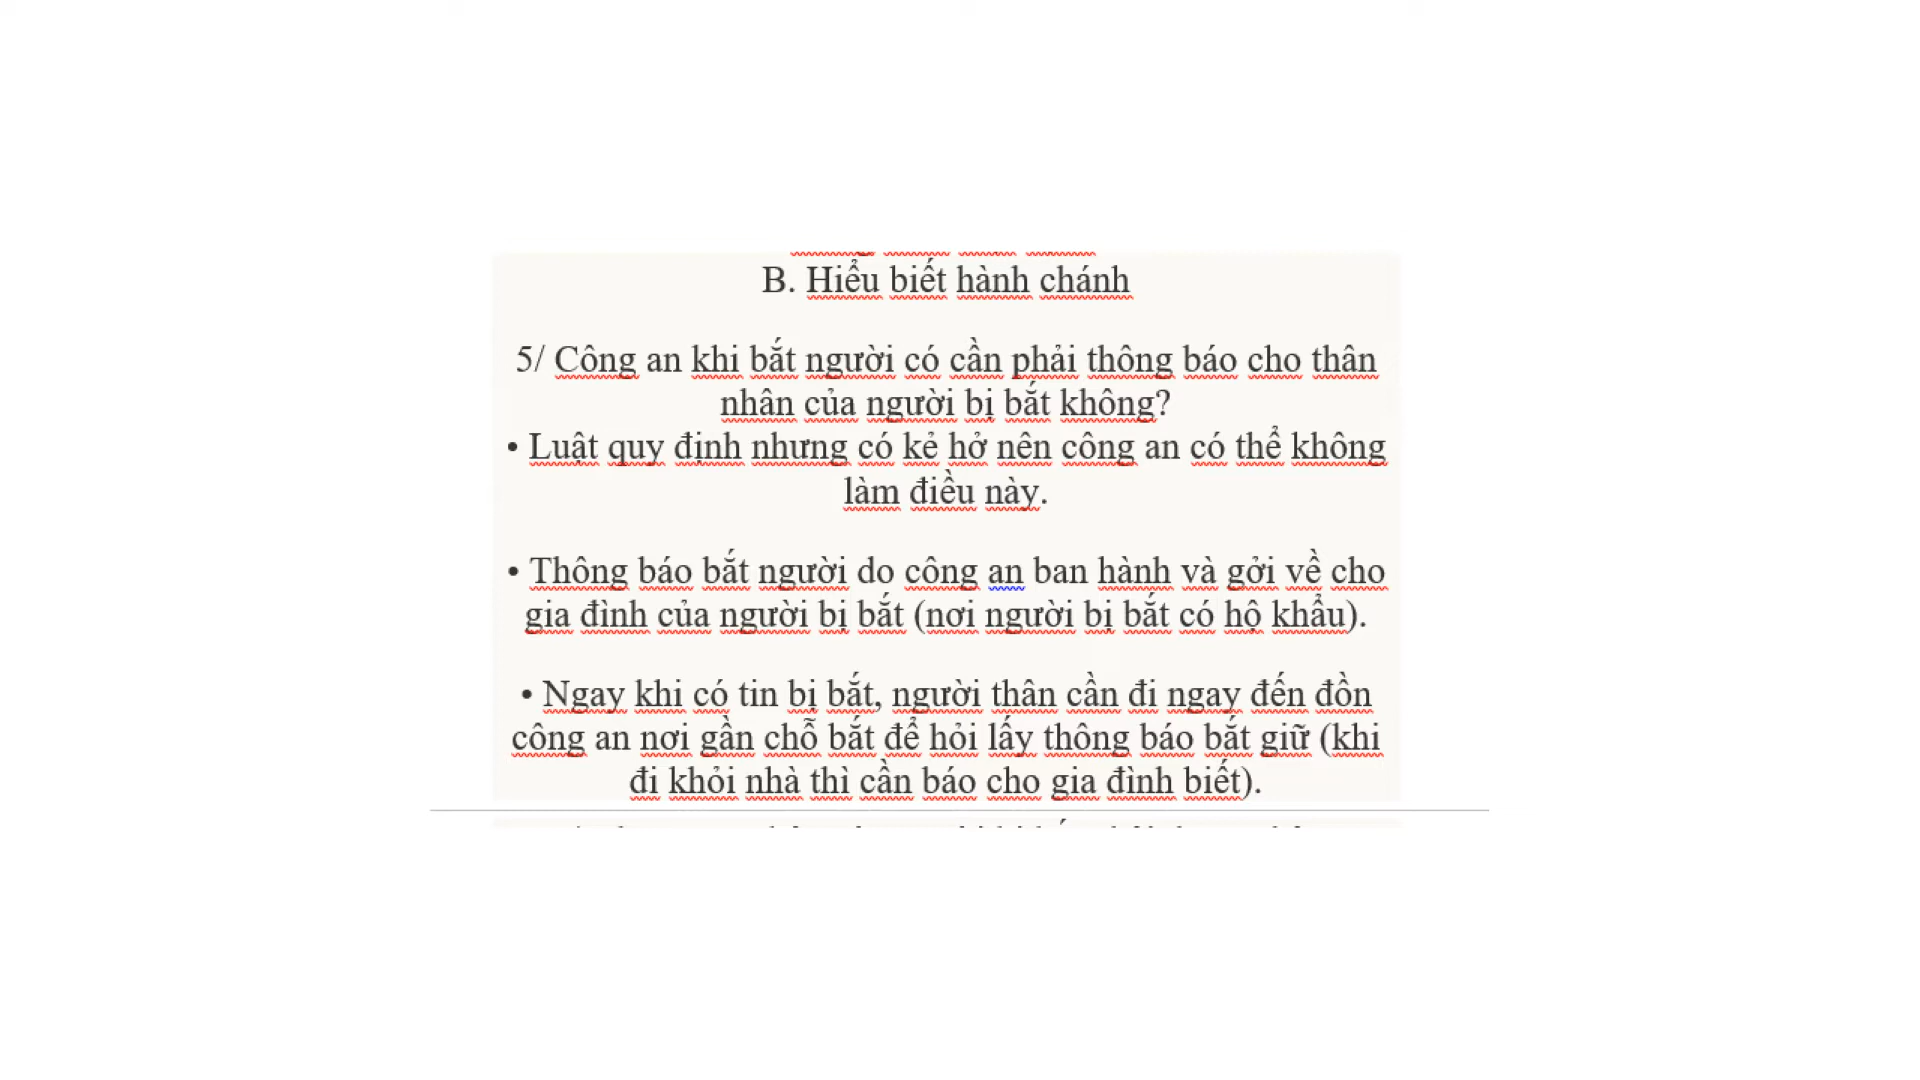 B. Hiểu biết hành chánh
5/ Công an khi bắt người có cần phải thông báo cho thân
nhân của người bị bắt không?
• Luật quy định nhưng có kẻ hở nên công an có thể không
làm điều này.
• Thông báo bắt người do công an ban hành và gởi về cho
gia đình của người bị bắt (nơi người bị bắt có hộ khẩu).
• Ngay khi có tin bị bắt, người thân cần đi ngay đến đồn
công an nơi gần chỗ bắt để hỏi lấy thông báo bắt giữ (khi
đi khỏi nhà thì cần báo cho gia đình biết).